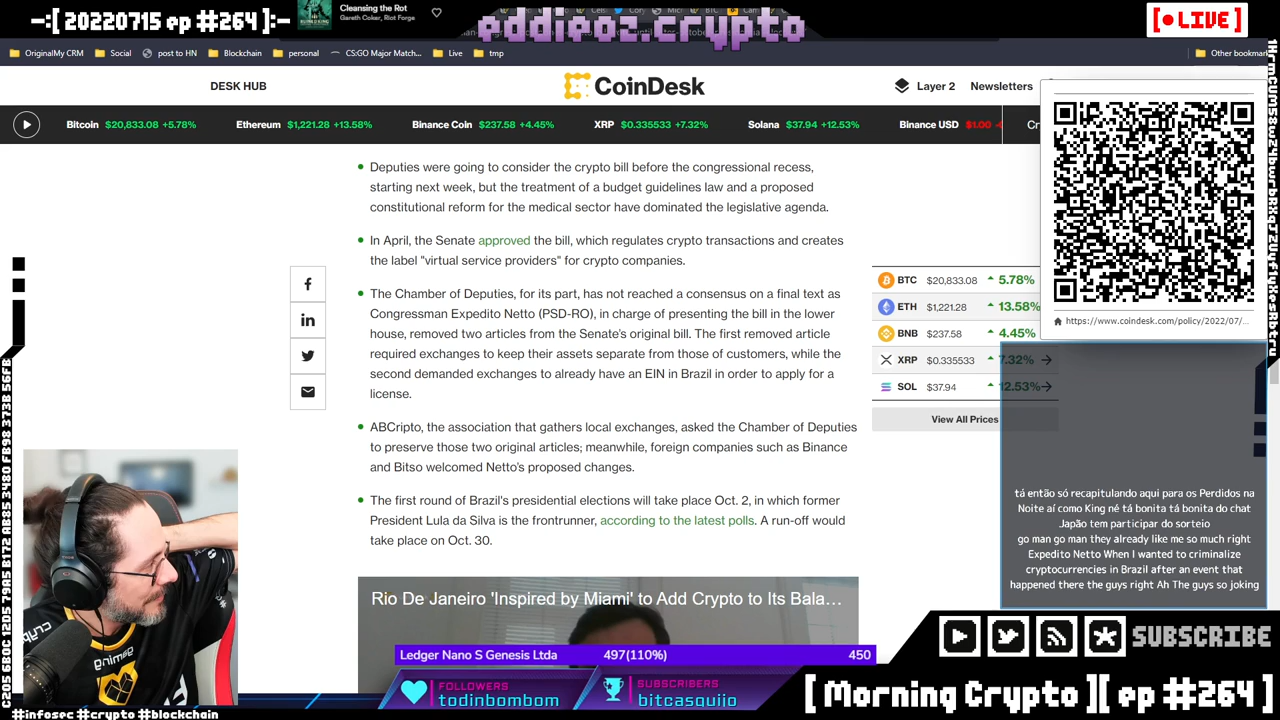 -:[ 20220715 ep #264 ]:-
Cleansing the Rot
Gareth Coker, Riot Forge
eddieoz.crypto
[● LIVE]
OriginalMy CRM
Social
post to HN
Blockchain
personal
CS:GO Major Match...
Live
tmp
Other bookmar
DESK HUB
CoinDesk
Layer 2
Newsletters
Bitcoin $20,833.08 +5.78%
Ethereum $1,221.28 +13.58%
Binance Coin $237.58 +4.45%
XRP $0.335533 +7.32%
Solana $37.94 +12.53%
Binance USD $1.00
Cr
Deputies were going to consider the crypto bill before the congressional recess,
starting next week, but the treatment of a budget guidelines law and a proposed
constitutional reform for the medical sector have dominated the legislative agenda.
In April, the Senate approved the bill, which regulates crypto transactions and creates
the label "virtual service providers" for crypto companies.
The Chamber of Deputies, for its part, has not reached a consensus on a final text as
Congressman Expedito Netto (PSD-RO), in charge of presenting the bill in the lower
house, removed two articles from the Senate's original bill. The first removed article
required exchanges to keep their assets separate from those of customers, while the
second demanded exchanges to already have an EIN in Brazil in order to apply for a
license.
ABCripto, the association that gathers local exchanges, asked the Chamber of Deputies
to preserve those two original articles; meanwhile, foreign companies such as Binance
and Bitso welcomed Netto's proposed changes.
The first round of Brazil's presidential elections will take place Oct. 2, in which former
President Lula da Silva is the frontrunner, according to the latest polls. A run-off would
take place on Oct. 30.
BTC $20,833.08 5.78%
ETH $1,221.28 13.58%
BNB $237.58 4.45%
XRP $0.335533 7.32%
SOL $37.94 12.53%
View All Prices
https://www.coindesk.com/policy/2022/07/...
tá então só recapitulando aqui para os Perdidos na
Noite aí como King né tá bonita tá bonita do chat
Japão tem participar do sorteio
go man go man they already like me so much right
Expedito Netto When I wanted to criminalize
cryptocurrencies in Brazil after an event that
happened there the guys right Ah The guys so joking
Rio De Janeiro 'Inspired by Miami' to Add Crypto to Its Bala...
Ledger Nano S Genesis Ltda 497(110%) 450
FOLLOWERS
todinbombom
SUBSCRIBERS
bitcasquijo
SUBSCRIBE
[ Morning Crypto ][ ep #264 ]
#infosec #crypto #blockchain